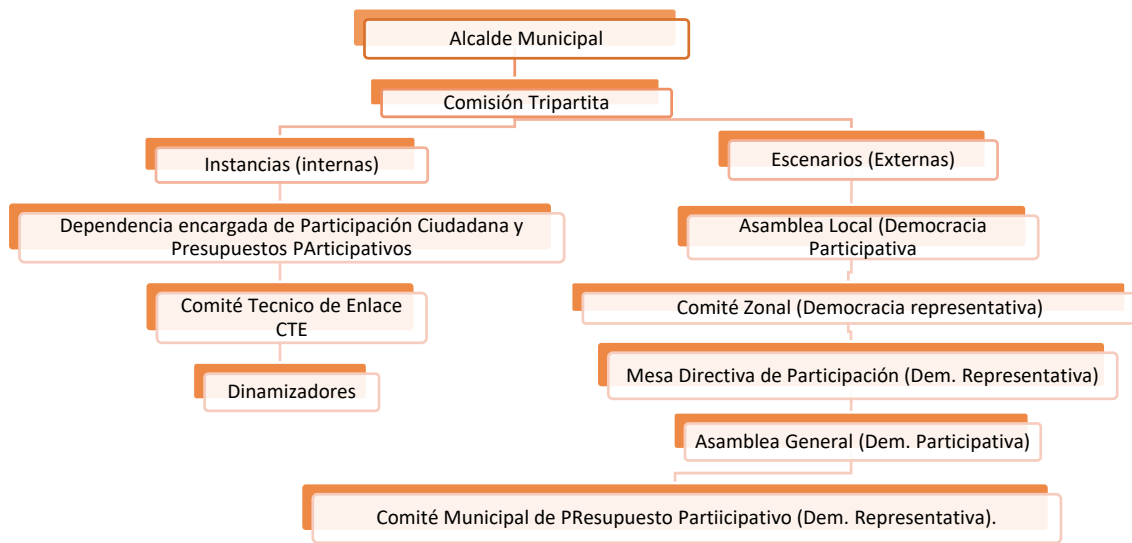 Alcalde Municipal
Comisión Tripartita
Instancias (internas)
Escenarios (Externas)
Dependencia encargada de Participación Ciudadana y
Presupuestos PArticipativos
Asamblea Local (Democracia
Participativa
Comité Tecnico de Enlace
CTE
Comité Zonal (Democracia representativa)
Dinamizadores
Mesa Directiva de Participación (Dem. Representativa)
Asamblea General (Dem. Participativa)
Comité Municipal de PResupuesto Partiicipativo (Dem. Representativa).